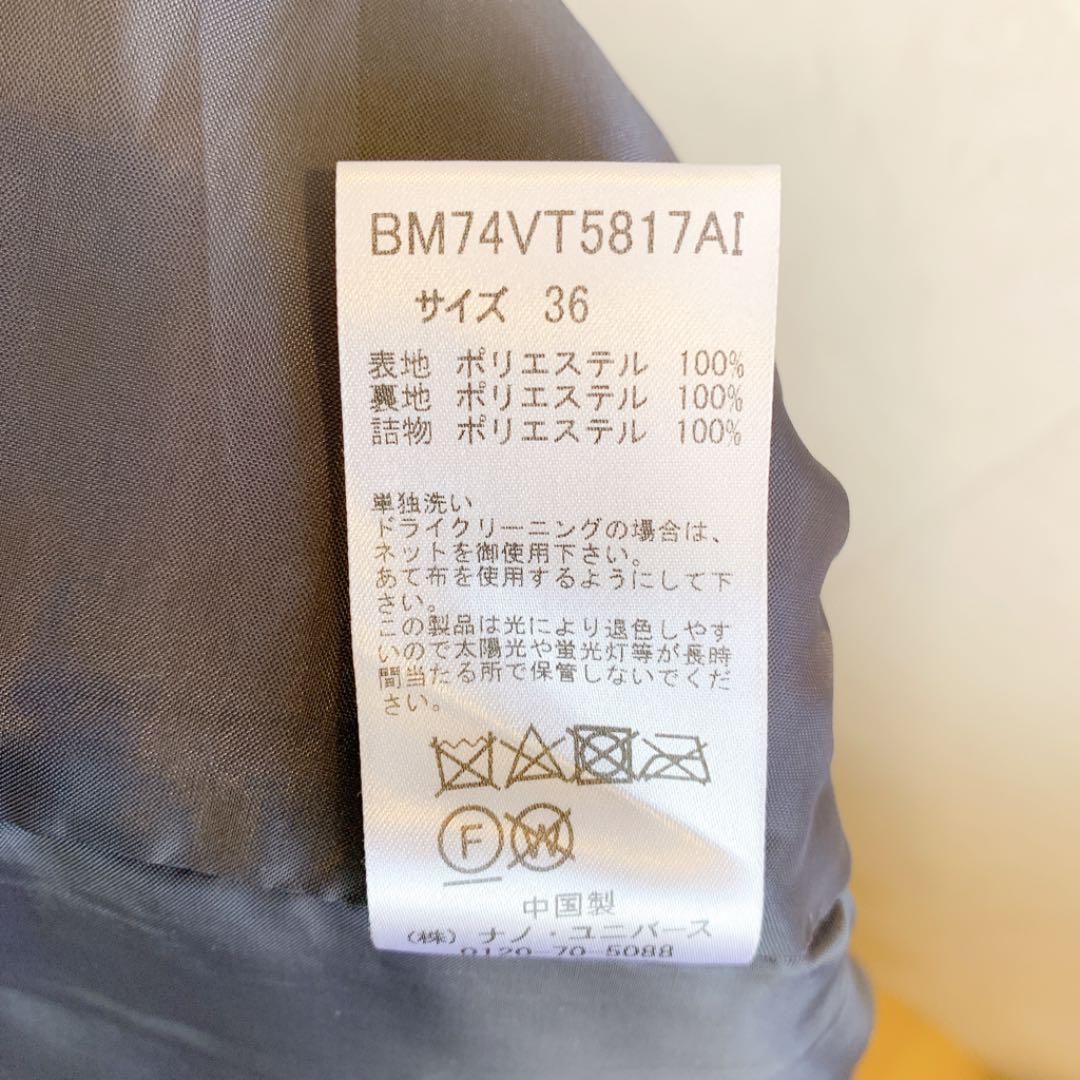 BM74VT5817AI
サイズ 36
表地 ポリエステル 100%
裏地 ポリエステル 100%
詰物 ポリエステル 100%
単独洗い
ドライクリーニングの場合は、
ネットを御使用下さい。
あて布を使用するようにして下
さい。
この製品は光により退色しやす
いので太陽光や蛍光灯等が長時
間当たる所で保管しないでくだ
さい。
F W
中国製
(株) ナノ・ユニバース
0120-70-5088